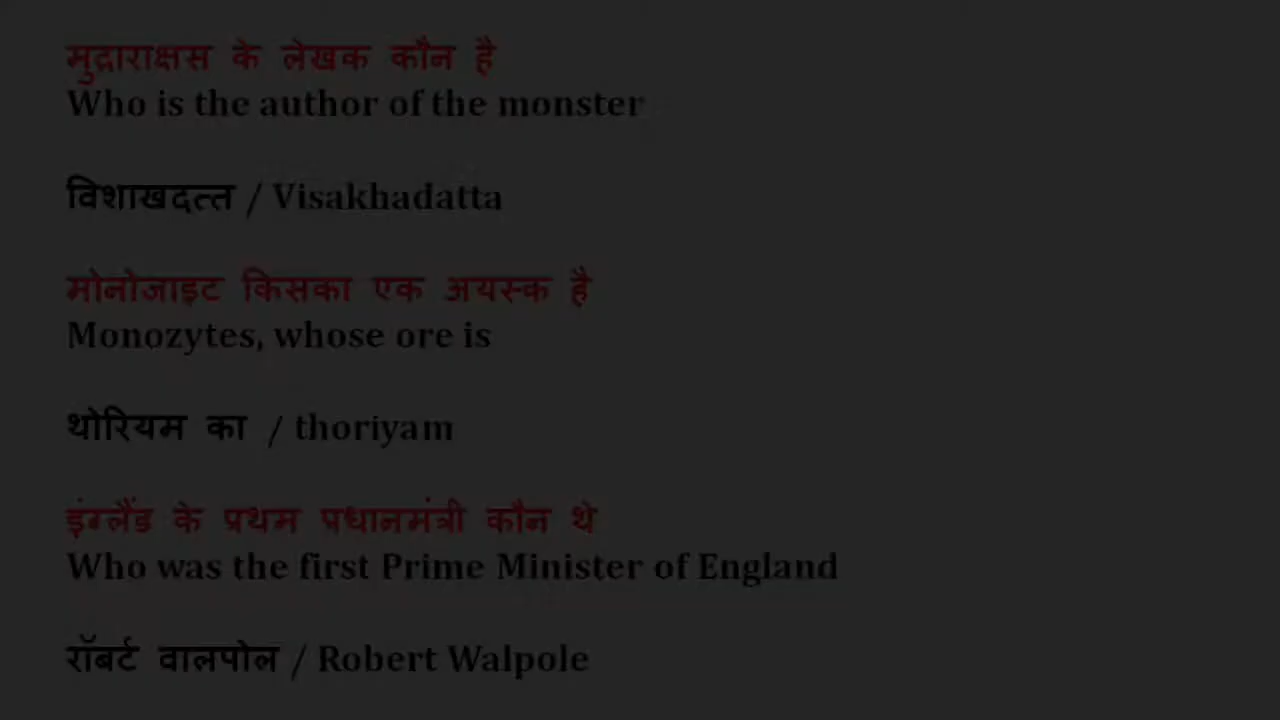 मुद्राराक्षस के लेखक कौन है
Who is the author of the monster
विशाखदत्त / Visakhadatta
मोनोजाइट किसका एक अयस्क है
Monozytes, whose ore is
थोरियम का / thoriyam
इंग्लैंड के प्रथम प्रधानमंत्री कौन थे
Who was the first Prime Minister of England
रॉबर्ट वालपोल / Robert Walpole